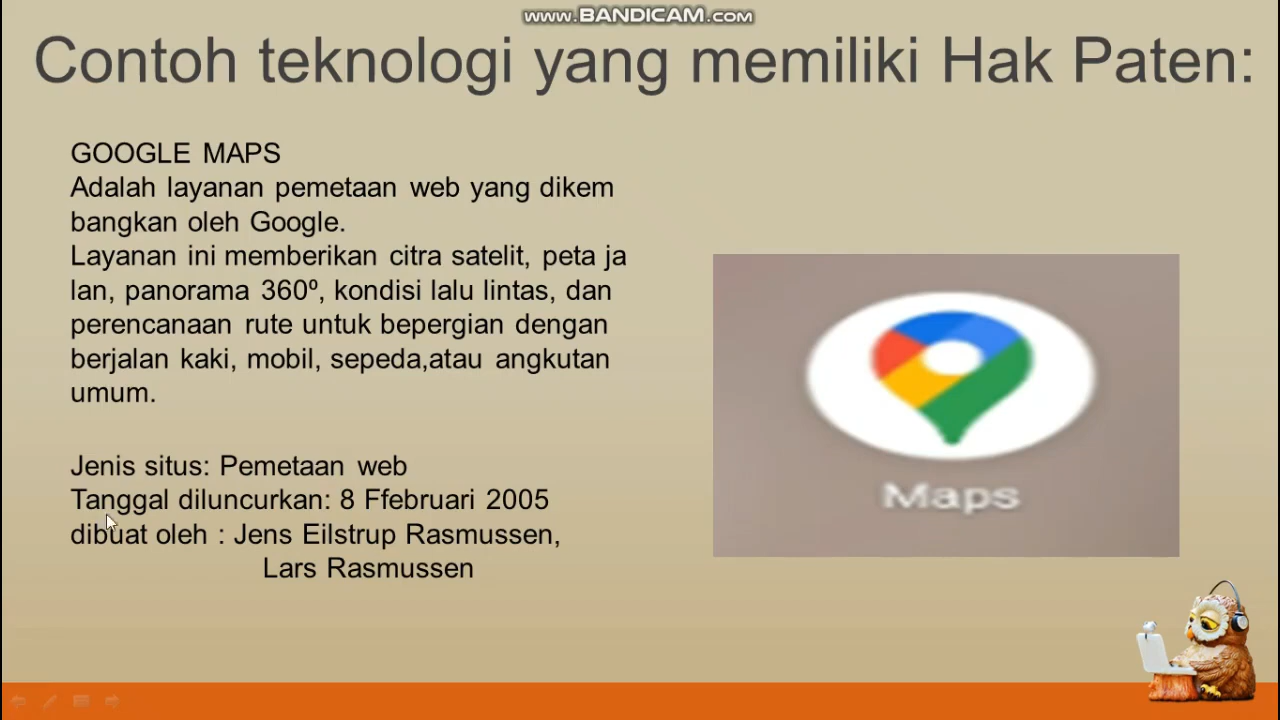 www.BANDICAM.com
Contoh teknologi yang memiliki Hak Paten:
GOOGLE MAPS
Adalah layanan pemetaan web yang dikem
bangkan oleh Google.
Layanan ini memberikan citra satelit, peta ja
lan, panorama 360º, kondisi lalu lintas, dan
perencanaan rute untuk bepergian dengan
berjalan kaki, mobil, sepeda,atau angkutan
umum.
Jenis situs: Pemetaan web
Tanggal diluncurkan: 8 Ffebruari 2005
dibuat oleh : Jens Eilstrup Rasmussen,
Lars Rasmussen
Maps